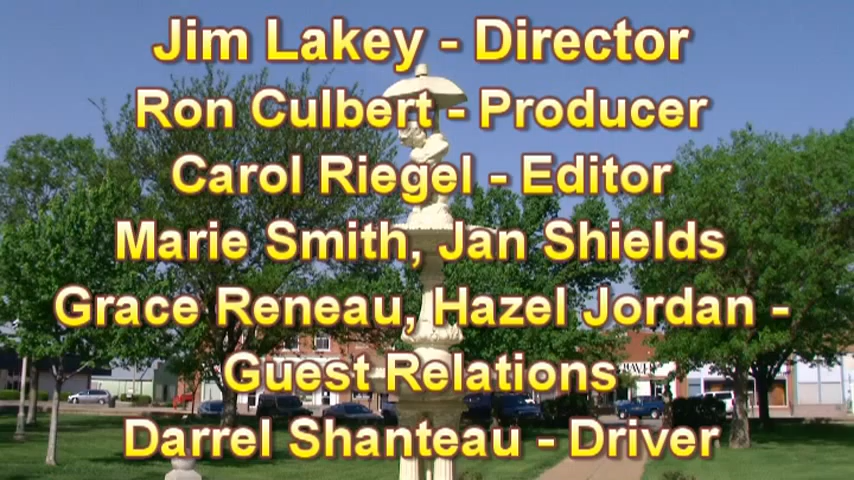 Jim Lakey - Director
Ron Culbert - Producer
Carol Riegel - Editor
Marie Smith, Jan Shields
Grace Reneau, Hazel Jordan -
Guest Relations
Darrel Shanteau - Driver